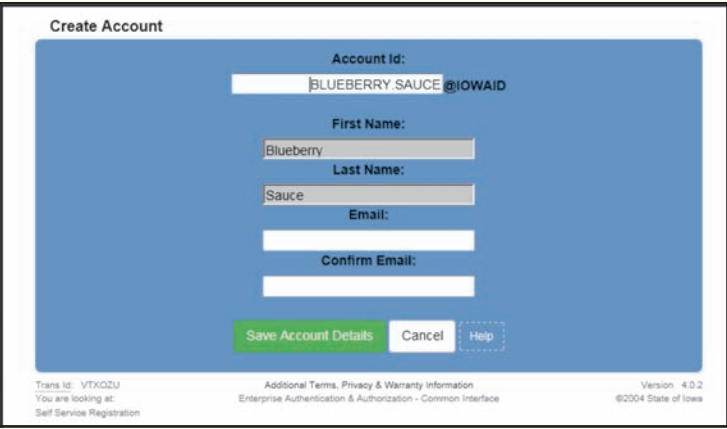 Create Account
Account Id:
BLUEBERRY.SAUCE @IOWAID
First Name:
Blueberry
Last Name:
Sauce
Email:
Confirm Email:
Save Account Details Cancel Help
Trans Id: VTXOZU Additional Terms, Privacy & Warranty Information Version 4.0.2
You are looking at: Enterprise Authentication & Authorization - Common Interface ©2004 State of Iowa
Self Service Registration